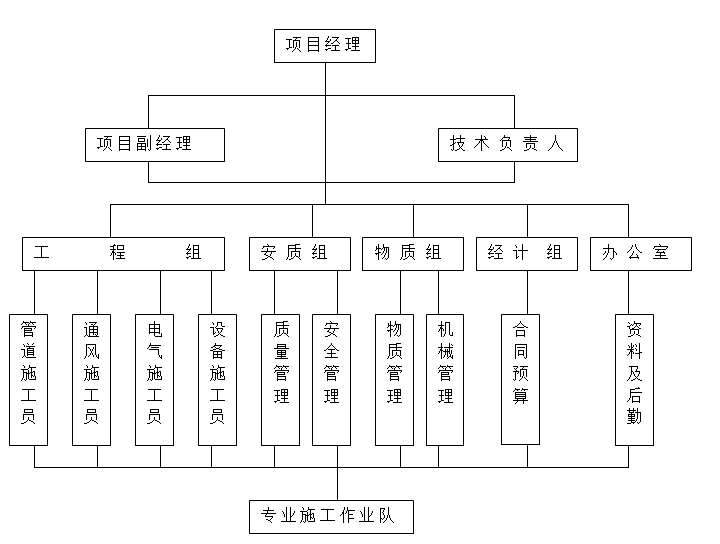 项目经理
项目副经理
技术负责人
工程组
安质组
物质组
经计组
办公室
管道施工员
通风施工员
电气施工员
设备施工员
质量管理
安全管理
物质管理
机械管理
合同预算
资料及后勤
专业施工作业队